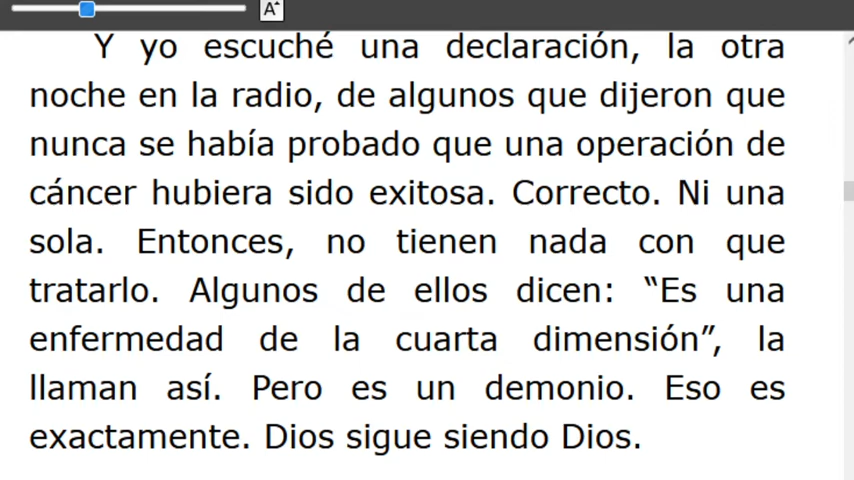 A
Y yo escuché una declaración, la otra
noche en la radio, de algunos que dijeron que
nunca se había probado que una operación de
cáncer hubiera sido exitosa. Correcto. Ni una
sola. Entonces, no tienen nada con que
tratarlo. Algunos de ellos dicen: “Es una
enfermedad de la cuarta dimensión”, la
llaman así. Pero es un demonio. Eso es
exactamente. Dios sigue siendo Dios.